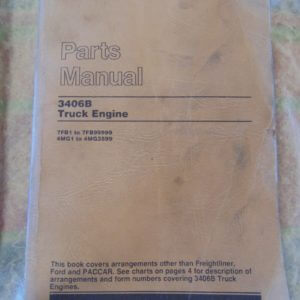 Parts
Manual
3406B
Truck Engine
7FB1 to 7FB99999
4MG1 to 4MG3599
This book covers arrangements other than Freightliner,
Ford and PACCAR. See charts on pages 4 for description of
arrangements and form numbers covering 3406B Truck
Engines.